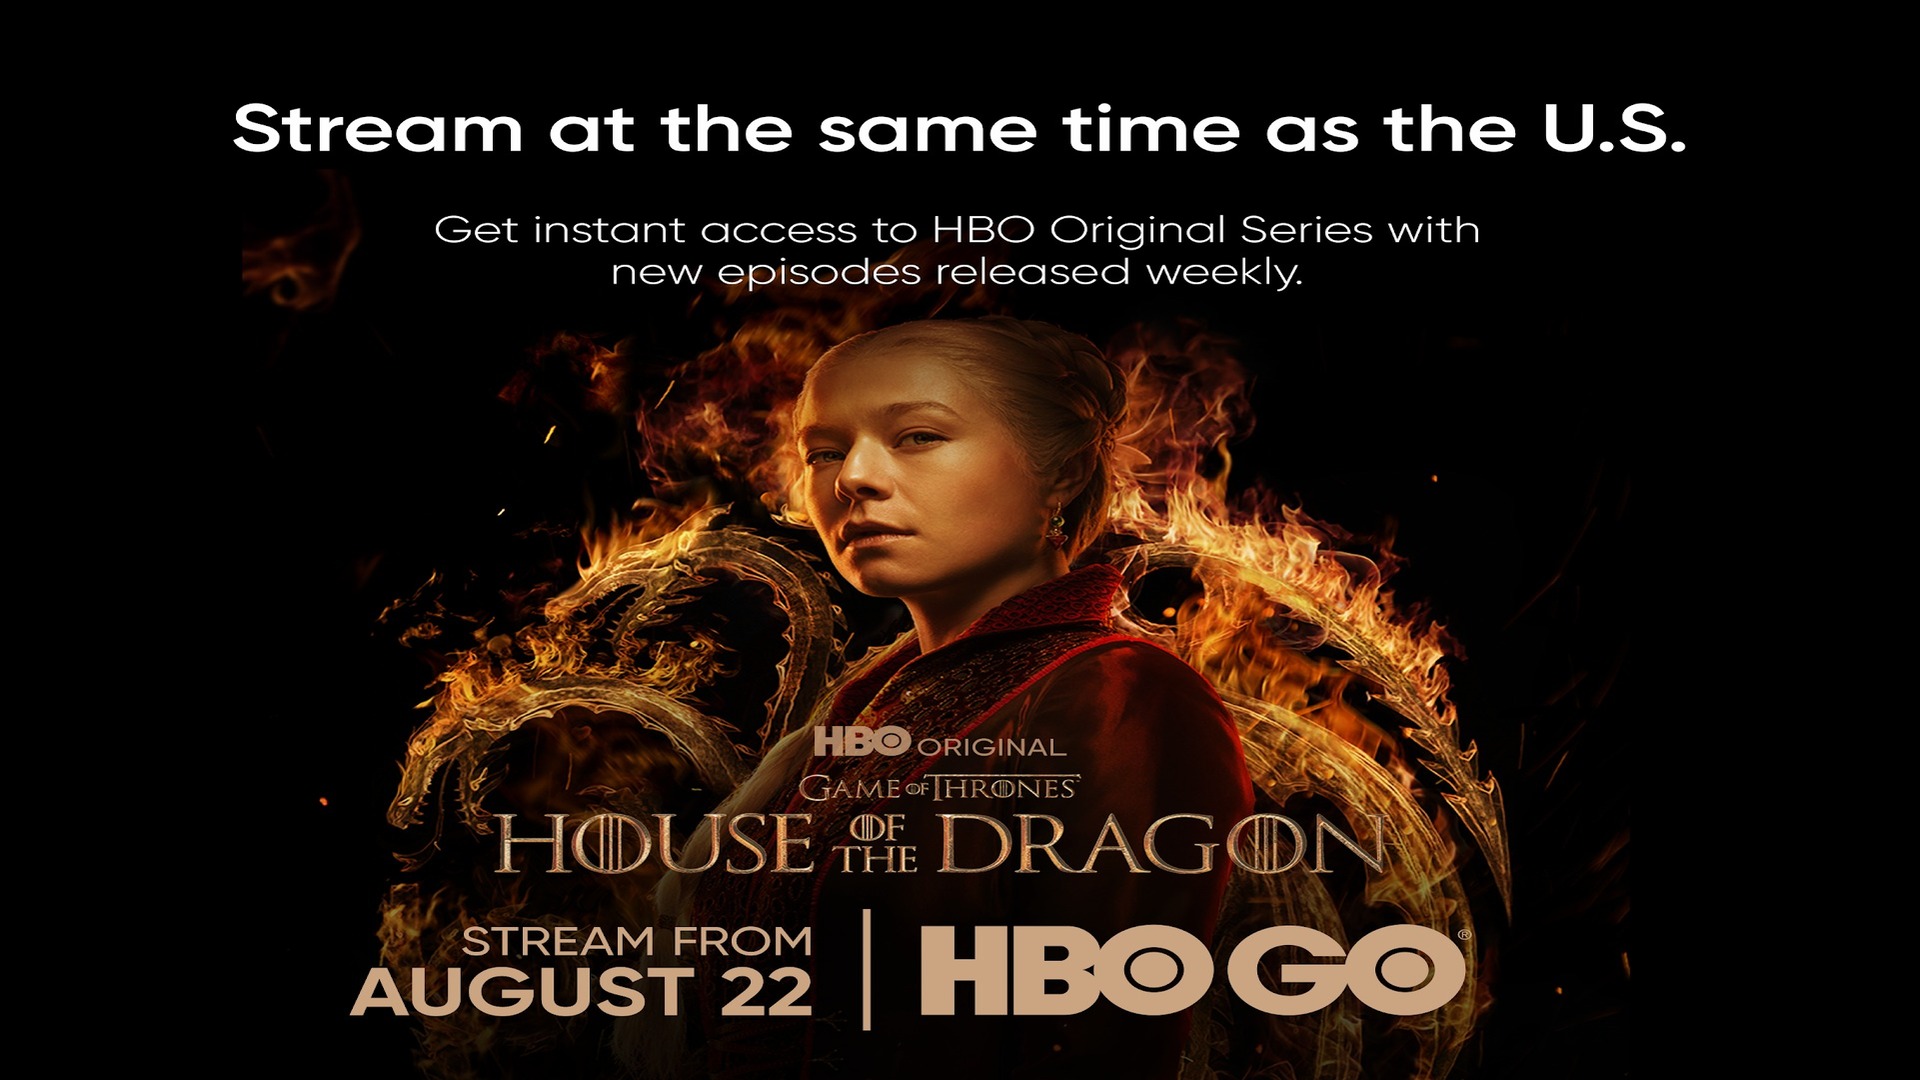 Stream at the same time as the U.S.
Get instant access to HBO Original Series with
new episodes released weekly.
HBO ORIGINAL
GAME OF THRONES
HOUSE OF THE DRAGON
STREAM FROM
AUGUST 22
HBO GO®